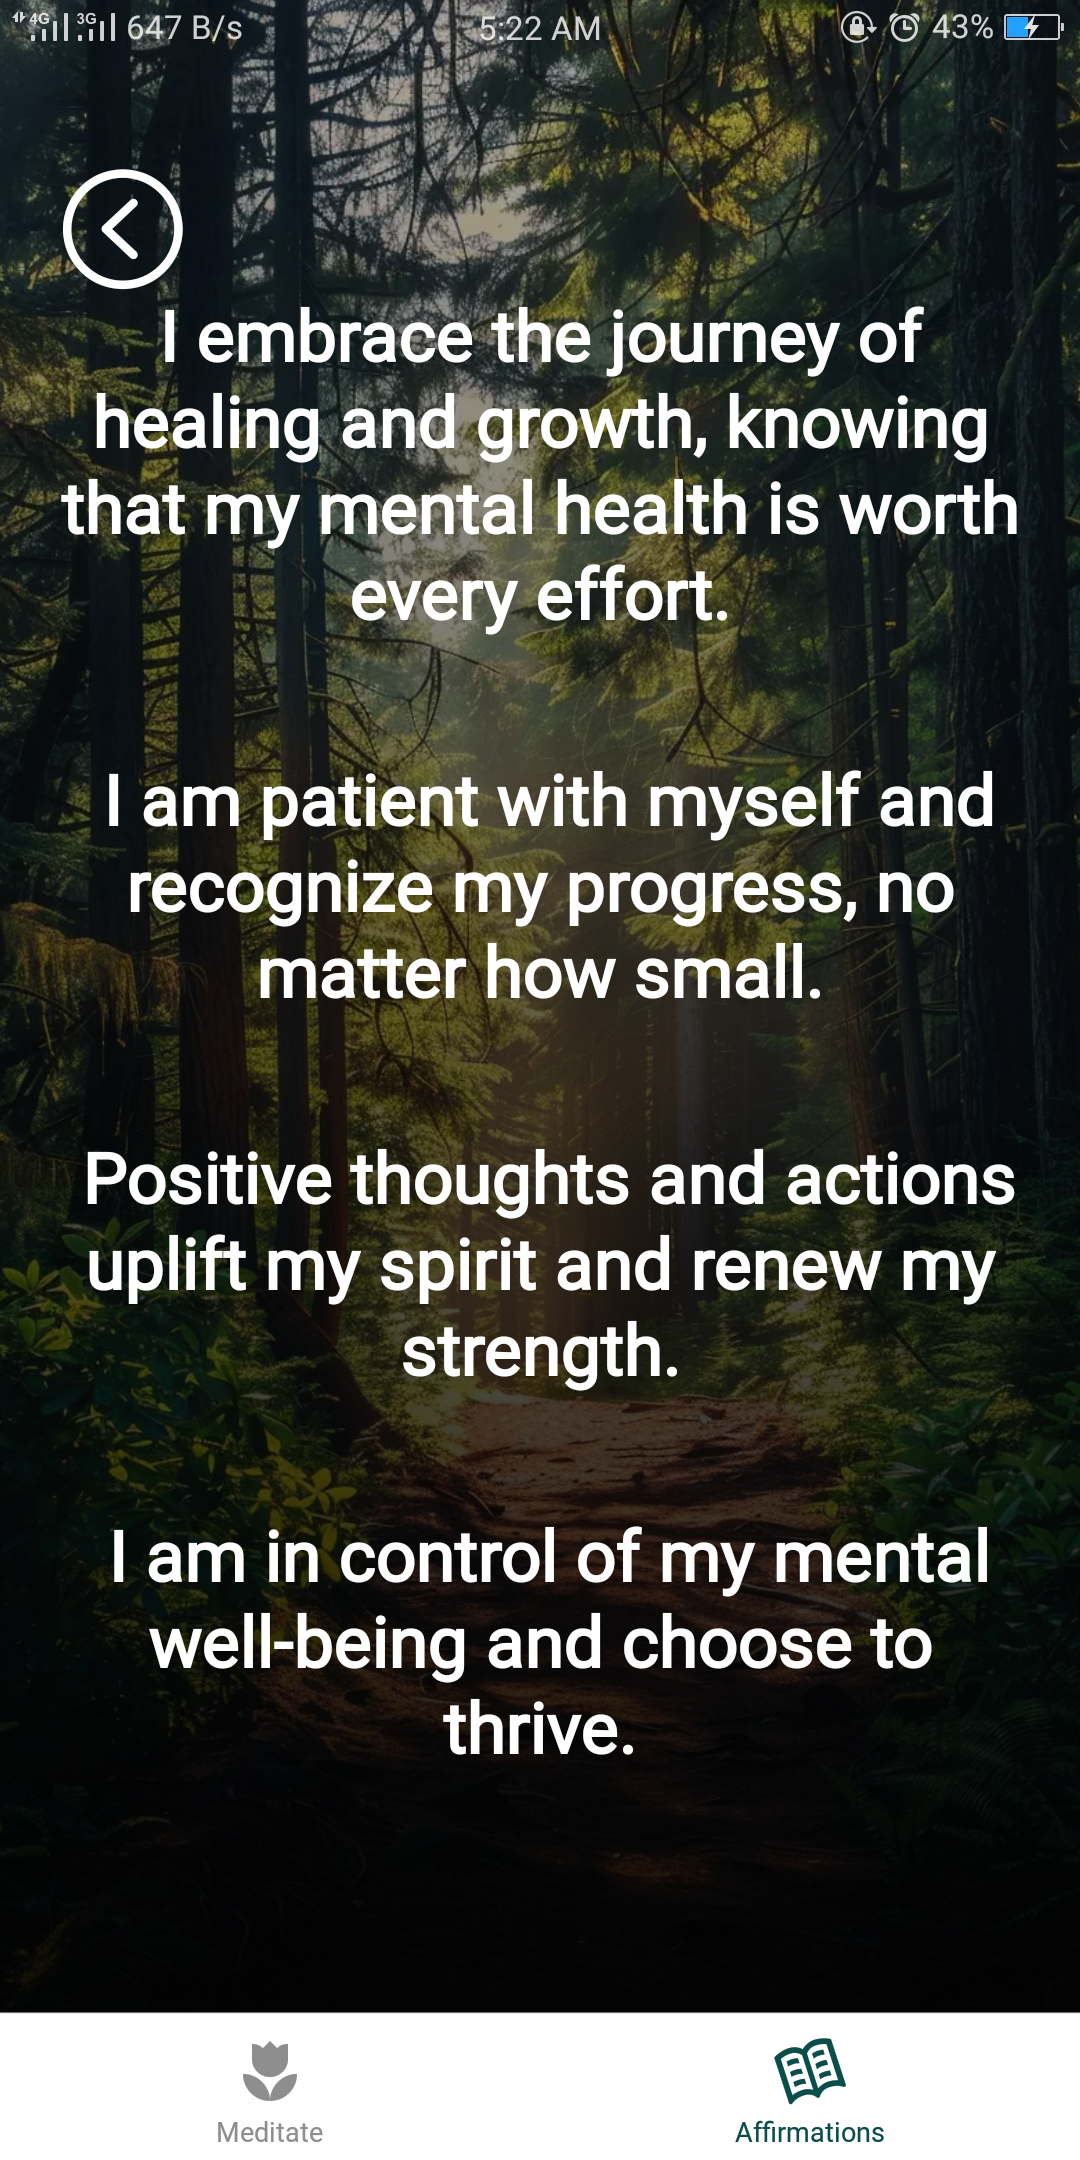 4G 3G 647 B/s 5:22 AM 43%
I embrace the journey of
healing and growth, knowing
that my mental health is worth
every effort.
I am patient with myself and
recognize my progress, no
matter how small.
Positive thoughts and actions
uplift my spirit and renew my
strength.
I am in control of my mental
well-being and choose to
thrive.
Meditate Affirmations